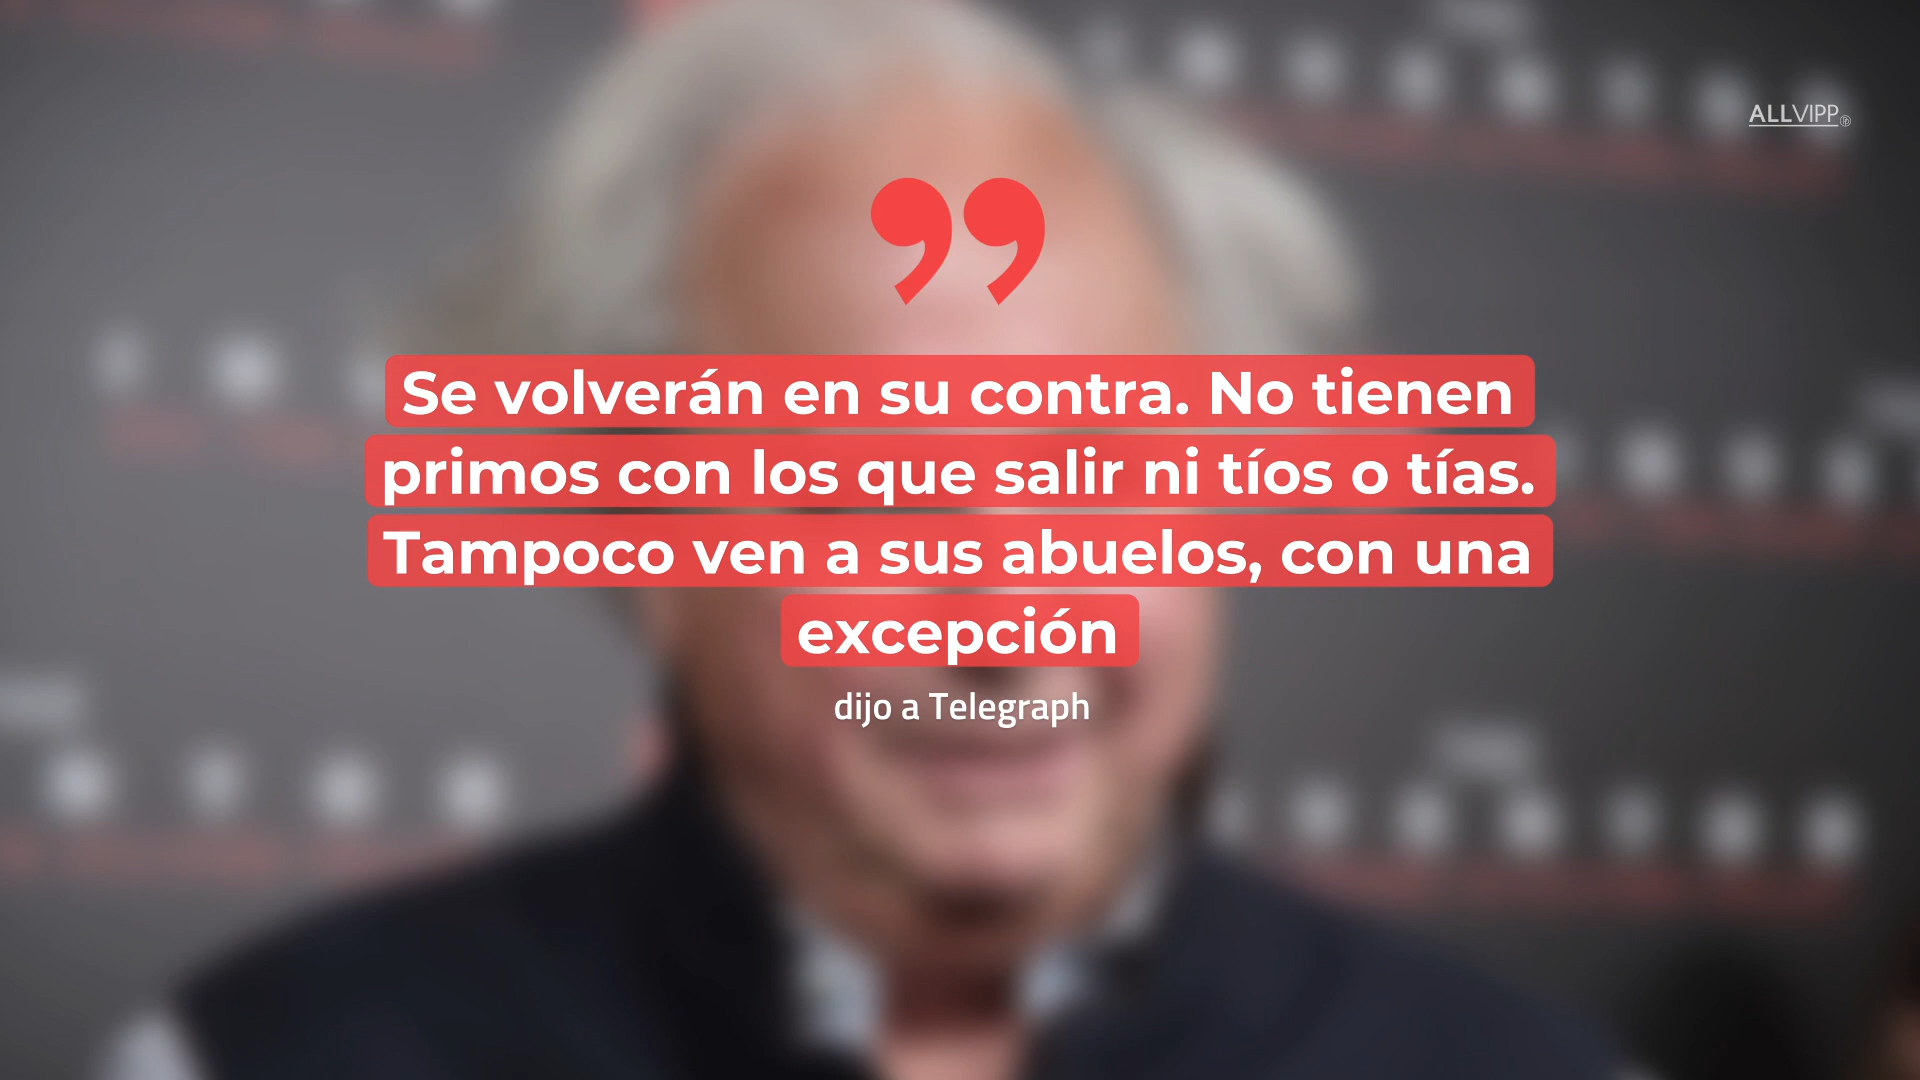 ALLVIPP
”
Se volverán en su contra. No tienen
primos con los que salir ni tíos o tías.
Tampoco ven a sus abuelos, con una
excepción
dijo a Telegraph